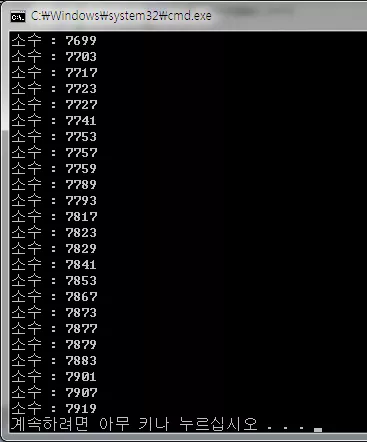 C:₩Windows₩system32₩cmd.exe
소수 : 7699
소수 : 7703
소수 : 7717
소수 : 7723
소수 : 7727
소수 : 7741
소수 : 7753
소수 : 7757
소수 : 7759
소수 : 7789
소수 : 7793
소수 : 7817
소수 : 7823
소수 : 7829
소수 : 7841
소수 : 7853
소수 : 7867
소수 : 7873
소수 : 7877
소수 : 7879
소수 : 7883
소수 : 7901
소수 : 7907
소수 : 7919
계속하려면 아무 키나 누르십시오 . . .